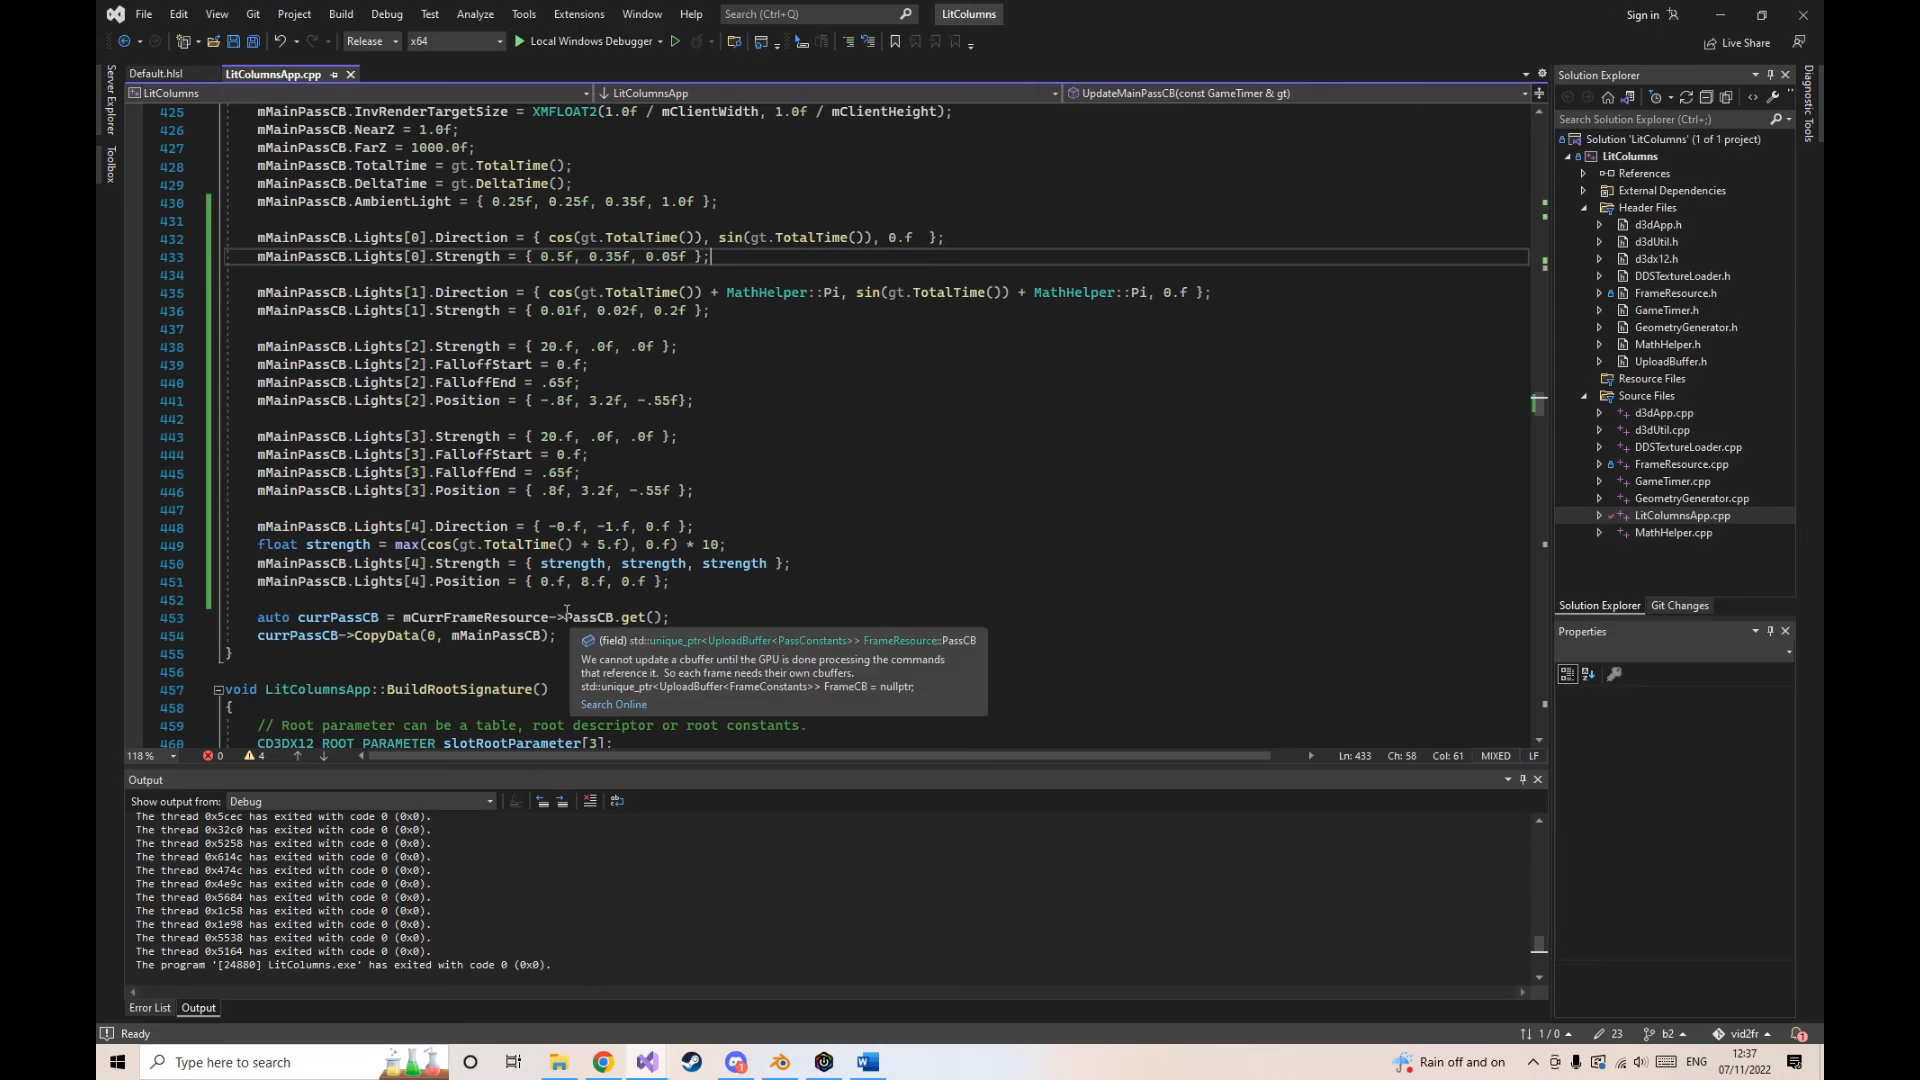 File Edit View Git Project Build Debug Test Analyze Tools Extensions Window Help Search (Ctrl+Q) LitColumns Sign in
Release x64 Local Windows Debugger Live Share
Server Explorer
Toolbox
Default.hlsl LitColumnsApp.cpp
LitColumns LitColumnsApp UpdateMainPassCB(const GameTimer & gt)
425 mMainPassCB.InvRenderTargetSize = XMFLOAT2(1.0f / mClientWidth, 1.0f / mClientHeight);
426 mMainPassCB.NearZ = 1.0f;
427 mMainPassCB.FarZ = 1000.0f;
428 mMainPassCB.TotalTime = gt.TotalTime();
429 mMainPassCB.DeltaTime = gt.DeltaTime();
430 mMainPassCB.AmbientLight = { 0.25f, 0.25f, 0.35f, 1.0f };
431
432 mMainPassCB.Lights[0].Direction = { cos(gt.TotalTime()), sin(gt.TotalTime()), 0.f };
433 mMainPassCB.Lights[0].Strength = { 0.5f, 0.35f, 0.05f };
434
435 mMainPassCB.Lights[1].Direction = { cos(gt.TotalTime()) + MathHelper::Pi, sin(gt.TotalTime()) + MathHelper::Pi, 0.f };
436 mMainPassCB.Lights[1].Strength = { 0.01f, 0.02f, 0.2f };
437
438 mMainPassCB.Lights[2].Strength = { 20.f, .0f, .0f };
439 mMainPassCB.Lights[2].FalloffStart = 0.f;
440 mMainPassCB.Lights[2].FalloffEnd = .65f;
441 mMainPassCB.Lights[2].Position = { -.8f, 3.2f, -.55f};
442
443 mMainPassCB.Lights[3].Strength = { 20.f, .0f, .0f };
444 mMainPassCB.Lights[3].FalloffStart = 0.f;
445 mMainPassCB.Lights[3].FalloffEnd = .65f;
446 mMainPassCB.Lights[3].Position = { .8f, 3.2f, -.55f };
447
448 mMainPassCB.Lights[4].Direction = { -0.f, -1.f, 0.f };
449 float strength = max(cos(gt.TotalTime() + 5.f), 0.f) * 10;
450 mMainPassCB.Lights[4].Strength = { strength, strength, strength };
451 mMainPassCB.Lights[4].Position = { 0.f, 8.f, 0.f };
452
453 auto currPassCB = mCurrFrameResource->PassCB.get();
454 currPassCB->CopyData(0, mMainPassCB);
455 }
456
457 void LitColumnsApp::BuildRootSignature()
458 {
459 // Root parameter can be a table, root descriptor or root constants.
460 CD3DX12_ROOT_PARAMETER slotRootParameter[3];
(field) std::unique_ptr<UploadBuffer<PassConstants>> FrameResource::PassCB
We cannot update a cbuffer until the GPU is done processing the commands
that reference it. So each frame needs their own cbuffers.
std::unique_ptr<UploadBuffer<FrameConstants>> FrameCB = nullptr;
Search Online
118 % 0 4 Ln: 433 Ch: 58 Col: 61 MIXED LF
Output
Show output from: Debug
The thread 0x5cec has exited with code 0 (0x0).
The thread 0x32c0 has exited with code 0 (0x0).
The thread 0x5258 has exited with code 0 (0x0).
The thread 0x614c has exited with code 0 (0x0).
The thread 0x474c has exited with code 0 (0x0).
The thread 0x4e9c has exited with code 0 (0x0).
The thread 0x5684 has exited with code 0 (0x0).
The thread 0x1c58 has exited with code 0 (0x0).
The thread 0x1e98 has exited with code 0 (0x0).
The thread 0x5538 has exited with code 0 (0x0).
The thread 0x5164 has exited with code 0 (0x0).
The program '[24880] LitColumns.exe' has exited with code 0 (0x0).
Error List Output
Solution Explorer
Search Solution Explorer (Ctrl+;)
Solution 'LitColumns' (1 of 1 project)
LitColumns
References
External Dependencies
Header Files
d3dApp.h
d3dUtil.h
d3dx12.h
DDSTextureLoader.h
FrameResource.h
GameTimer.h
GeometryGenerator.h
MathHelper.h
UploadBuffer.h
Resource Files
Source Files
d3dApp.cpp
d3dUtil.cpp
DDSTextureLoader.cpp
FrameResource.cpp
GameTimer.cpp
GeometryGenerator.cpp
LitColumnsApp.cpp
MathHelper.cpp
Solution Explorer Git Changes
Properties
Diagnostic Tools
Ready 1 / 0 23 b2 vid2fr 1
Type here to search Rain off and on ENG 12:37
07/11/2022